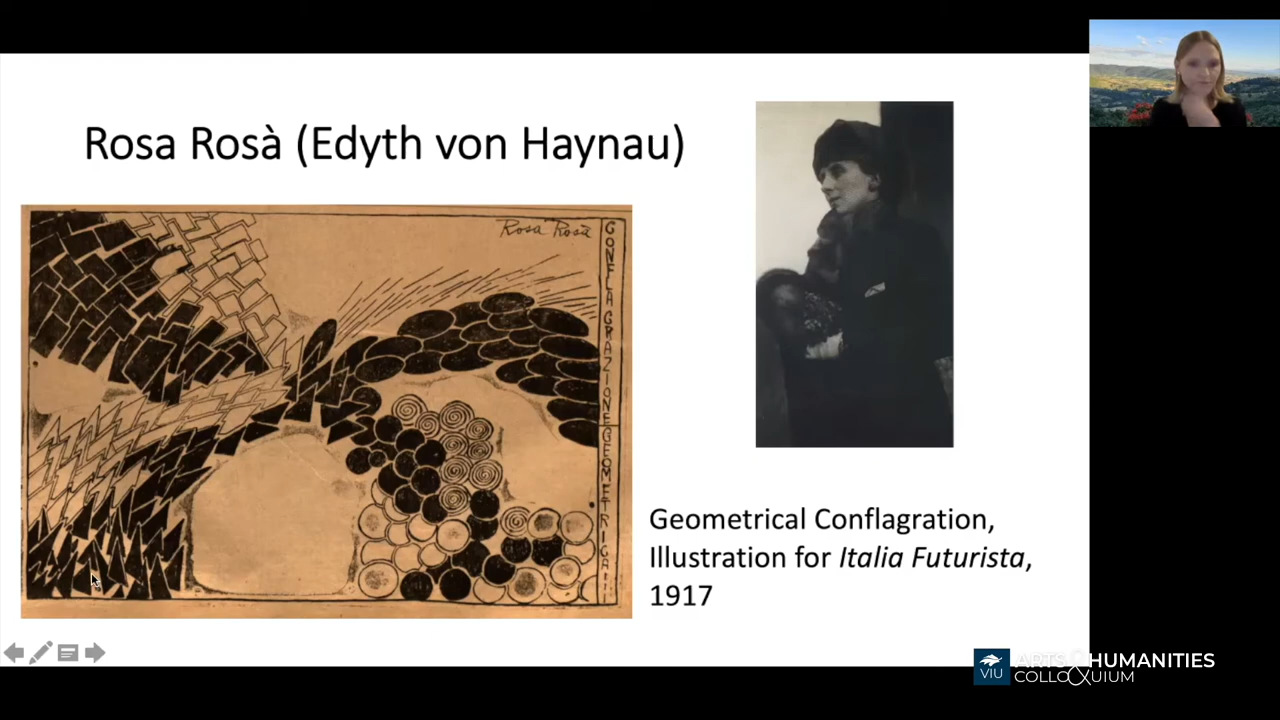 Rosa Rosà (Edyth von Haynau)
Rosa Rosà
CONFLAGRAZIONE GEOMETRICA
Geometrical Conflagration,
Illustration for Italia Futurista,
1917
VIU
ARTS & HUMANITIES
COLLOQUIUM